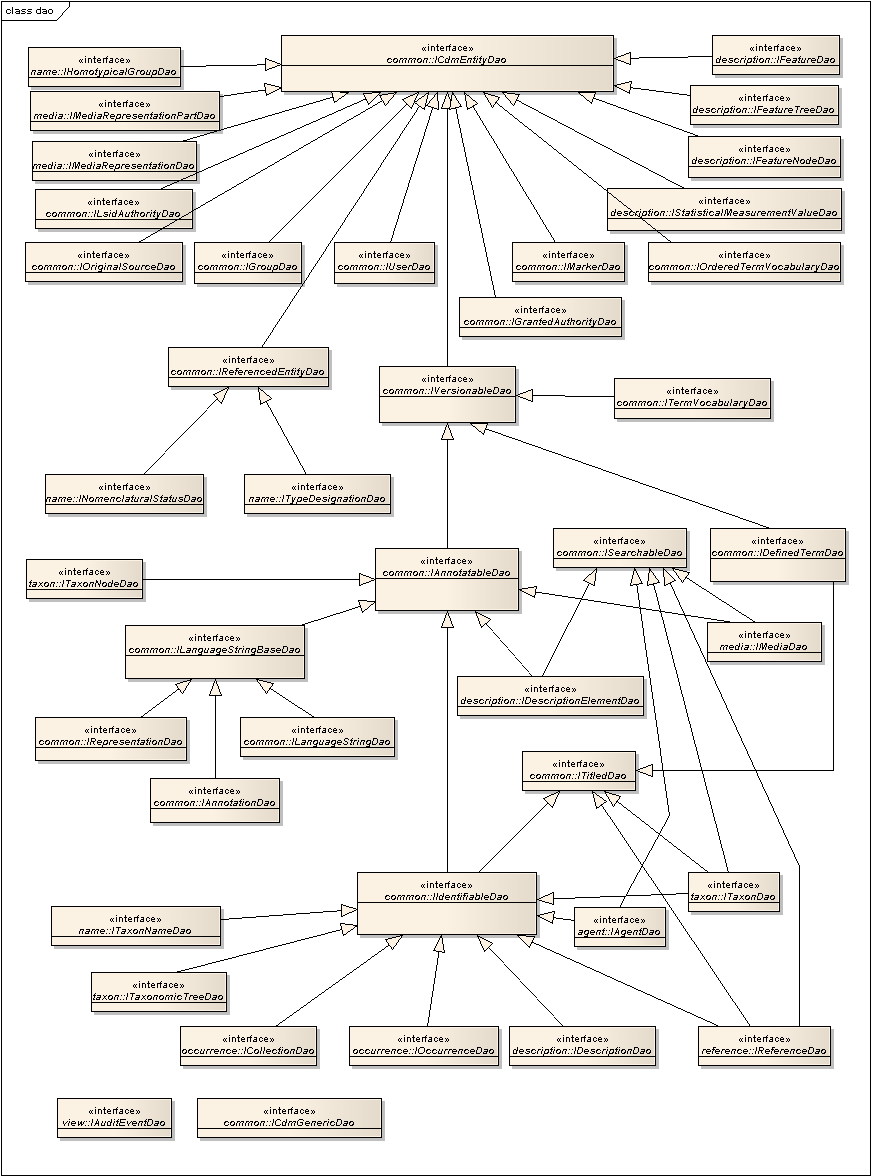 class dao
«interface»
name::IHomotypicalGroupDao
«interface»
common::ICdmEntityDao
«interface»
description::IFeatureDao
«interface»
media::IMediaRepresentationPartDao
«interface»
description::IFeatureTreeDao
«interface»
media::IMediaRepresentationDao
«interface»
description::IFeatureNodeDao
«interface»
common::ILsidAuthorityDao
«interface»
description::IStatisticalMeasurementValueDao
«interface»
common::IOriginalSourceDao
«interface»
common::IGroupDao
«interface»
common::IUserDao
«interface»
common::IMarkerDao
«interface»
common::IOrderedTermVocabularyDao
«interface»
common::IGrantedAuthorityDao
«interface»
common::IReferencedEntityDao
«interface»
common::IVersionableDao
«interface»
common::ITermVocabularyDao
«interface»
name::INomenclaturalStatusDao
«interface»
name::ITypeDesignationDao
«interface»
common::ISearchableDao
«interface»
common::IDefinedTermDao
«interface»
taxon::ITaxonNodeDao
«interface»
common::IAnnotatableDao
«interface»
common::ILanguageStringBaseDao
«interface»
media::IMediaDao
«interface»
description::IDescriptionElementDao
«interface»
common::IRepresentationDao
«interface»
common::ILanguageStringDao
«interface»
common::ITitledDao
«interface»
common::IAnnotationDao
«interface»
common::IIdentifiableDao
«interface»
taxon::ITaxonDao
«interface»
name::ITaxonNameDao
«interface»
agent::IAgentDao
«interface»
taxon::ITaxonomicTreeDao
«interface»
occurrence::ICollectionDao
«interface»
occurrence::IOccurrenceDao
«interface»
description::IDescriptionDao
«interface»
reference::IReferenceDao
«interface»
view::IAuditEventDao
«interface»
common::ICdmGenericDao